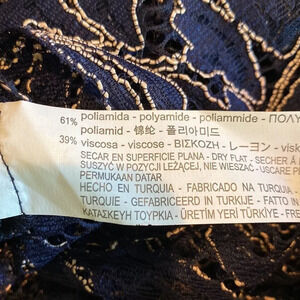 61% poliamida - polyamide - poliammide - ΠΟΛΥ
poliamid - 锦纶 - 폴리아미드
39% viscosa - viscose - ΒΙΣΚΟΖΗ - レーヨン - visk
SECAR EN SUPERFICIE PLANA - DRY FLAT - SÉCHER À
SUSZYĆ W POZYCJI LEŻĄCEJ, NIE WIESZAĆ - USCARE PE
PERMUKAAN DATAR
HECHO EN TURQUIA - FABRICADO NA TURQUIA -
TURQUIE - GEFABRICEERD IN TURKIJE - FATTO IN
ΚΑΤΑΣΚΕΥΗ ΤΟΥΡΚΙΑ - ÜRETİM YERİ TÜRKİYE - FRE